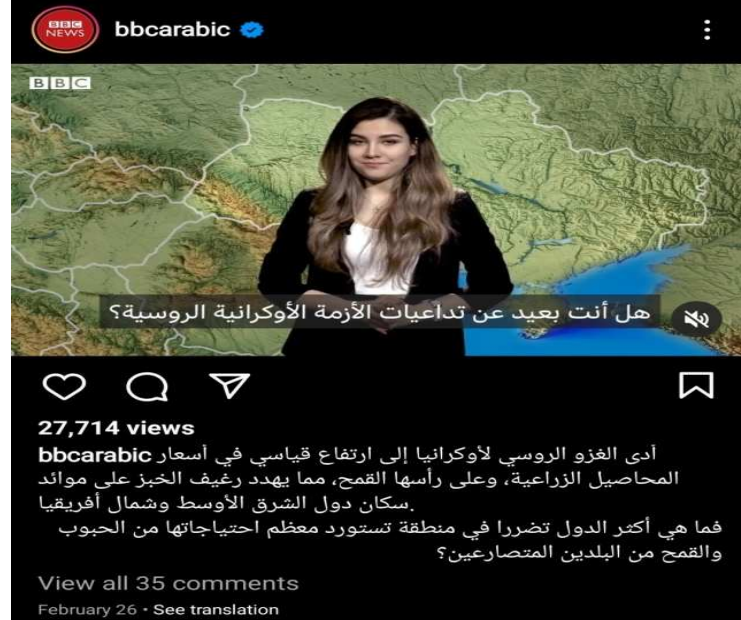 BBC
NEWS
bbcarabic
BBC
هل أنت بعيد عن تداعيات الأزمة الأوكرانية الروسية؟
27,714 views
bbcarabic أدى الغزو الروسي لأوكرانيا إلى ارتفاع قياسي في أسعار
المحاصيل الزراعية، وعلى رأسها القمح، مما يهدد رغيف الخبز على موائد
سكان دول الشرق الأوسط وشمال أفريقيا.
فما هي أكثر الدول تضررا في منطقة تستورد معظم احتياجاتها من الحبوب
والقمح من البلدين المتصارعين؟
View all 35 comments
February 26 · See translation